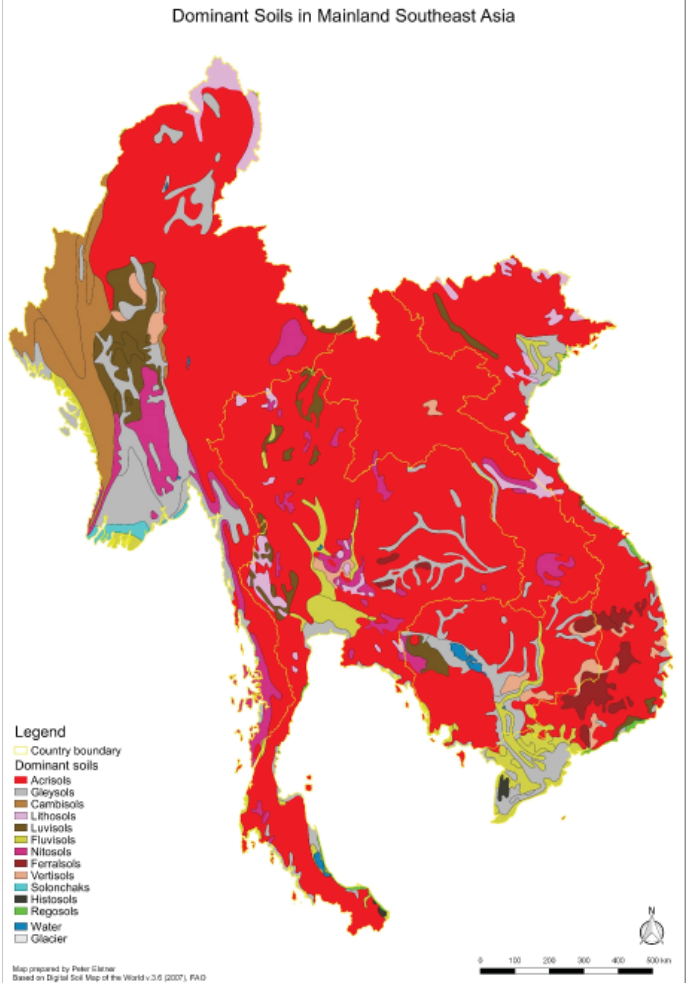 Dominant Soils in Mainland Southeast Asia
Legend
Country boundary
Dominant soils
Acrisols
Gleysols
Cambisols
Lithosols
Luvisols
Fluvisols
Nitosols
Ferralsols
Vertisols
Solonchaks
Histosols
Regosols
Water
Glacier
N
0 100 200 300 400 500 km
Map prepared by Peter Elstner
Based on Digital Soil Map of the World v.3.6 (2007), FAO